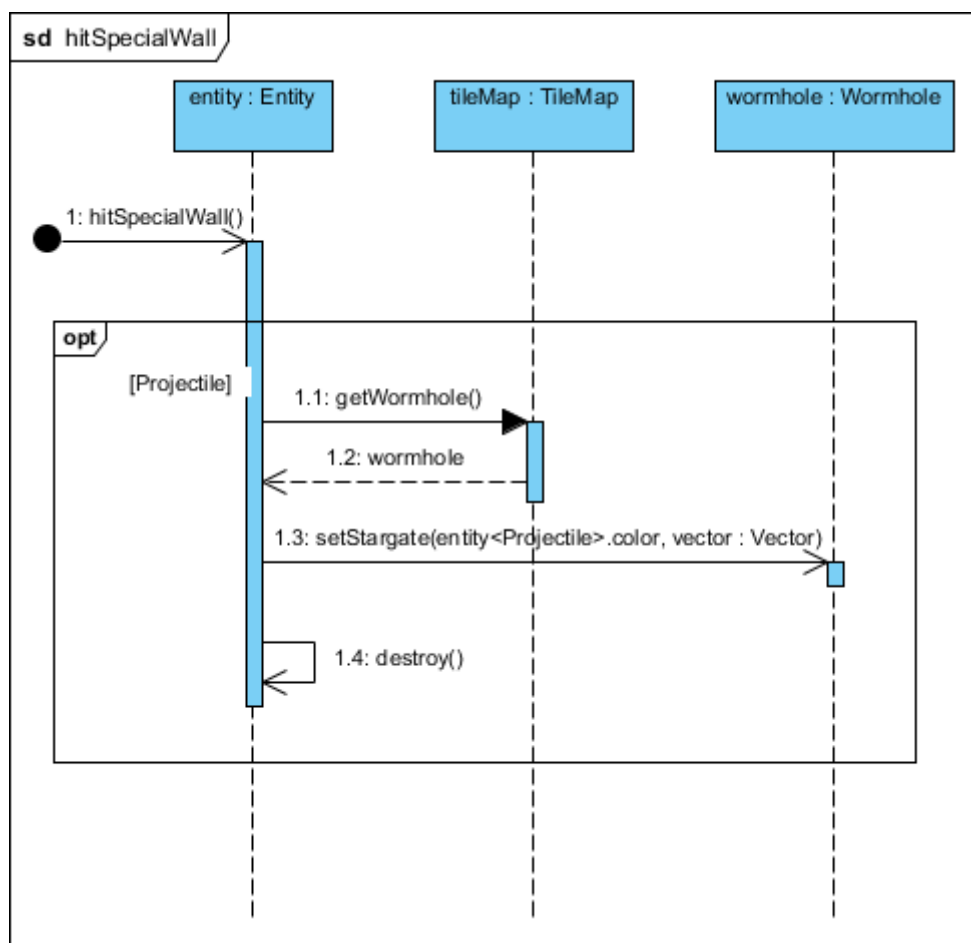 sd hitSpecialWall
entity : Entity
tileMap : TileMap
wormhole : Wormhole
1: hitSpecialWall()
opt
[Projectile]
1.1: getWormhole()
1.2: wormhole
1.3: setStargate(entity<Projectile>.color, vector : Vector)
1.4: destroy()